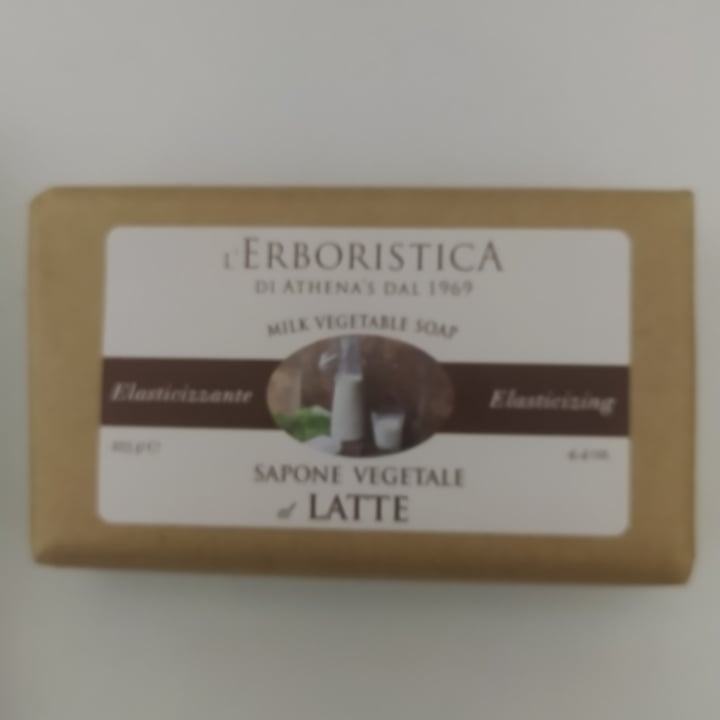 L'ERBORISTICA
DI ATHENA'S DAL 1969
MILK VEGETABLE SOAP
Elasticizzante
Elasticizing
SAPONE VEGETALE
al LATTE